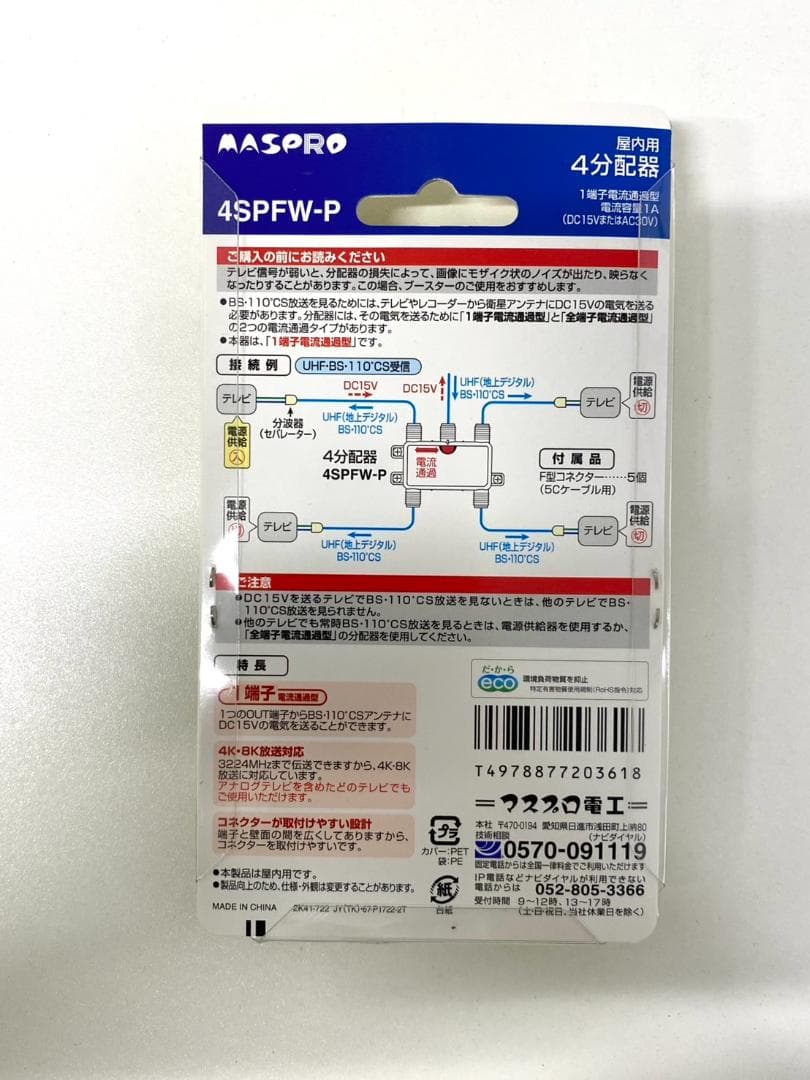 MASPRO
屋内用
4分配器
4SPFW-P
1端子電流通過型
電流容量1A
(DC15VまたはAC30V)
ご購入の前にお読みください
テレビ信号が弱いと、分配器の損失によって、画像にモザイク状のノイズが出たり、映らなく
なったりすることがあります。この場合、ブースターのご使用をおすすめします。
●BS・110°CS放送を見るためには、テレビやレコーダーから衛星アンテナにDC15Vの電気を送る
必要があります。分配器には、その電気を送るために「1端子電流通過型」と「全端子電流通過型」
の2つの電流通過タイプがあります。
●本器は、「1端子電流通過型」です。
接続例
UHF・BS・110°CS受信
テレビ
DC15V
DC15V
UHF(地上デジタル)
BS・110°CS
テレビ
電源
供給
切
分波器
(セパレーター)
UHF(地上デジタル)
BS・110°CS
電源
供給
入
4分配器
4SPFW-P
電流
通過
付属品
F型コネクター……5個
(5Cケーブル用)
電源
供給
切
テレビ
UHF(地上デジタル)
BS・110°CS
UHF(地上デジタル)
BS・110°CS
テレビ
電源
供給
切
ご注意
●DC15Vを送るテレビでBS・110°CS放送を見ないときは、他のテレビでBS・
110°CS放送を見られません。
●他のテレビでも常時BS・110°CS放送を見るときは、電源供給器を使用するか、
「全端子電流通過型」の分配器を使用してください。
特長
1端子 電流通過型
1つのOUT端子からBS・110°CSアンテナに
DC15Vの電気を送ることができます。
4K・8K放送対応
3224MHzまで伝送できますから、4K・8K
放送に対応しています。
アナログテレビを含めたどのテレビでも
ご使用いただけます。
コネクターが取付けやすい設計
端子と壁面の間を広くしてありますから、
コネクターを取付けやすいです。
●本製品は屋内用です。
●製品向上のため、仕様・外観は変更することがあります。
MADE IN CHINA
2K41-722 JY(TK)・67-P1722-2T
だ・か・ら
eco
環境負荷物質を抑止
特定有害物質使用規制(RoHS指令)対応
T4978877203618
マスプロ電工
本社 〒470-0194 愛知県日進市浅田町上納80
技術相談
(ナビダイヤル)
0570-091119
固定電話からは全国一律料金でご利用いただけます
IP電話などナビダイヤルが利用できない
電話からは 052-805-3366
受付時間 9〜12時、13〜17時
(土・日・祝日、当社休業日を除く)
プラ
カバー:PET
袋:PE
紙
台紙